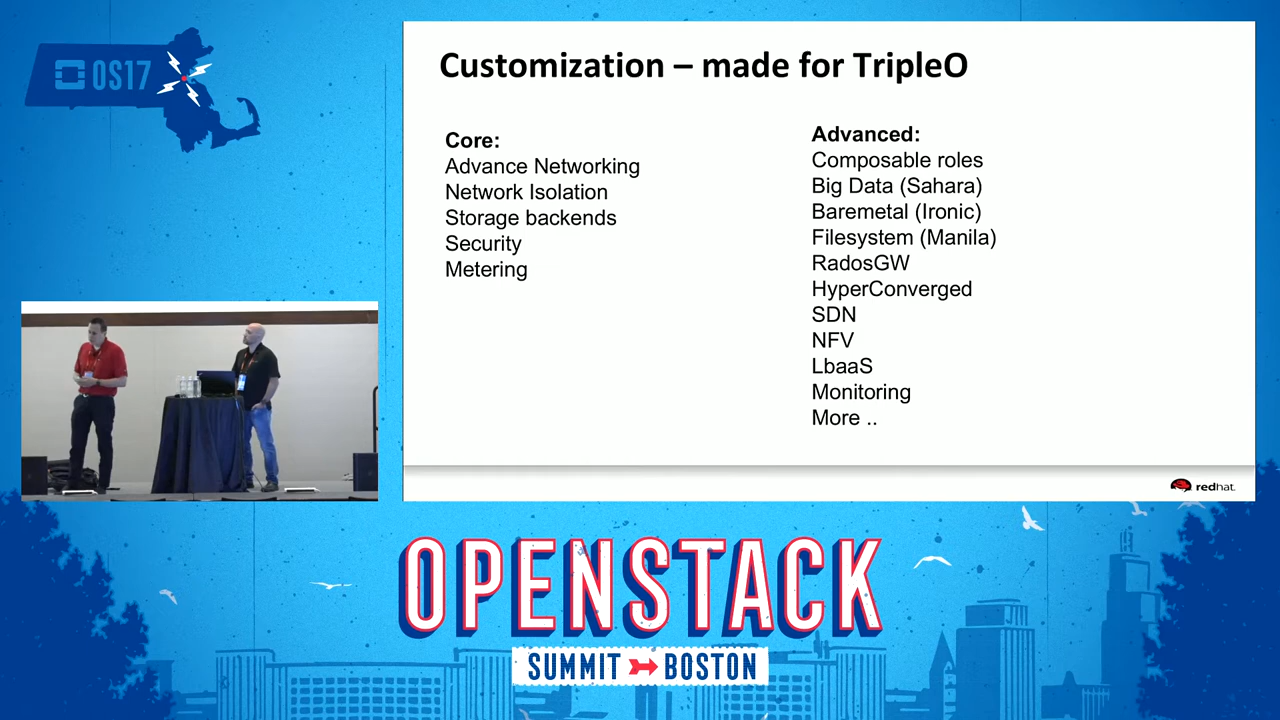 OS17
Customization – made for TripleO
Core:
Advance Networking
Network Isolation
Storage backends
Security
Metering
Advanced:
Composable roles
Big Data (Sahara)
Baremetal (Ironic)
Filesystem (Manila)
RadosGW
HyperConverged
SDN
NFV
LbaaS
Monitoring
More ..
redhat.
OPENSTACK
SUMMIT BOSTON